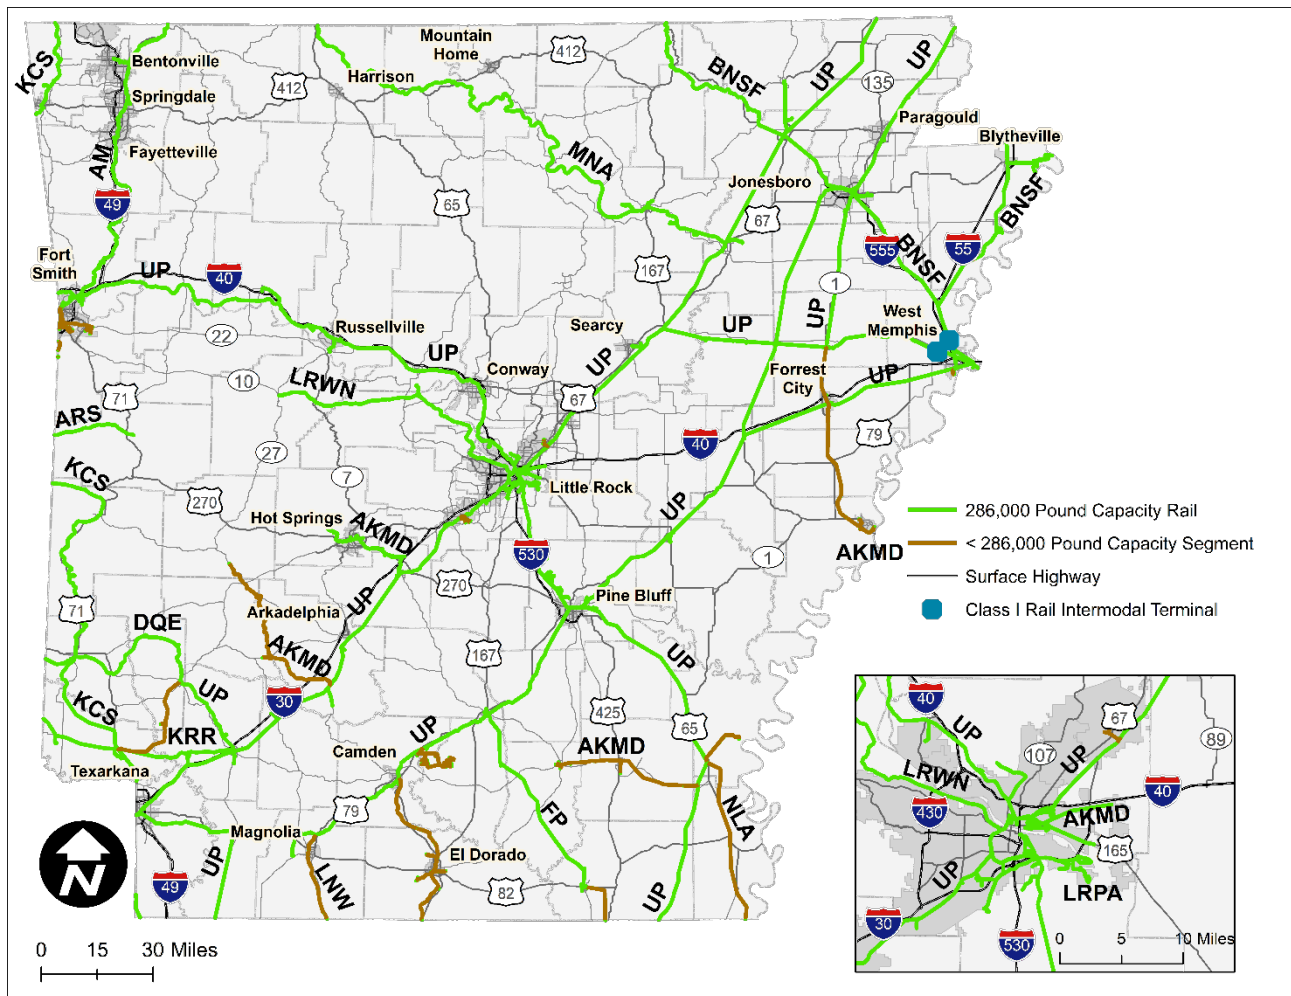 Mountain
Home
412
KCS
Bentonville
Harrison
BNSF
UP
UP
135
412
Springdale
Paragould
Blytheville
AM
Fayetteville
MNA
Jonesboro
BNSF
49
65
67
555
BNSF
55
Fort
Smith
UP
40
167
1
West
Memphis
22
Russellville
Searcy
UP
UP
UP
UP
Conway
Forrest
City
UP
10
LRWN
67
71
ARS
79
40
27
KCS
7
Little Rock
270
Hot Springs
AKMD
UP
530
AKMD
1
286,000 Pound Capacity Rail
< 286,000 Pound Capacity Segment
Surface Highway
Class I Rail Intermodal Terminal
270
Pine Bluff
71
Arkadelphia
UP
DQE
AKMD
167
UP
UP
30
KCS
425
65
KRR
UP
Camden
AKMD
Texarkana
79
FP
NLA
Magnolia
UP
El Dorado
LNW
82
UP
49
N
0 15 30 Miles
40
UP
67
107
89
UP
LRWN
40
430
AKMD
165
UP
LRPA
30
530
0 5 10 Miles